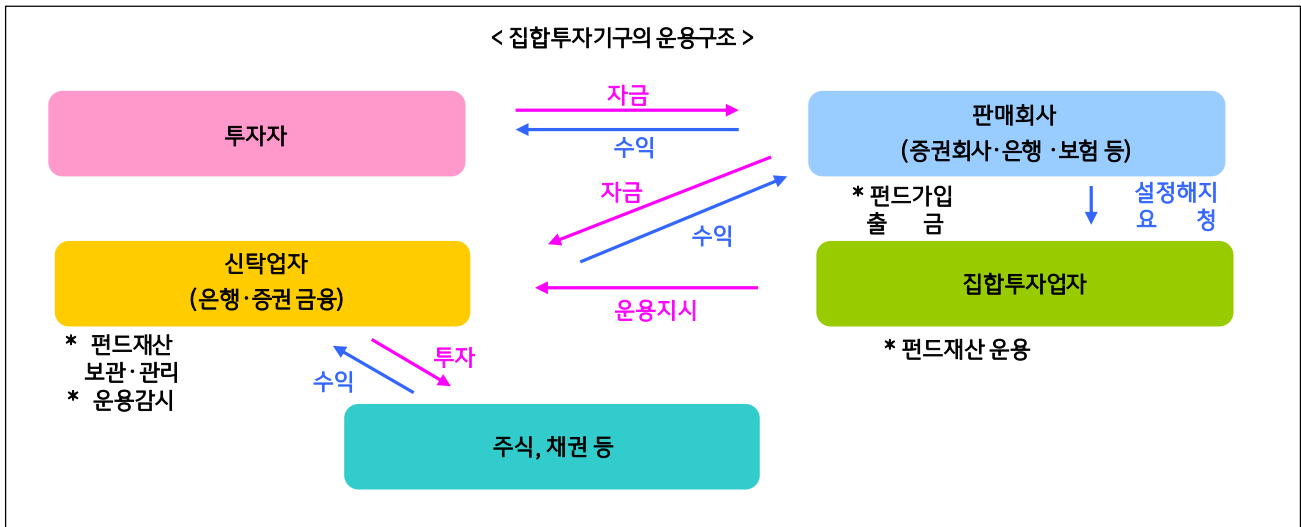 < 집합투자기구의 운용구조 >
투자자
자금
수익
판매회사
(증권회사·은행 ·보험 등)
자금
수익
* 펀드가입
출 금
설정해지
요 청
신탁업자
(은행·증권 금융)
운용지시
집합투자업자
* 펀드재산
보관·관리
* 운용감시
* 펀드재산 운용
투자
수익
주식, 채권 등